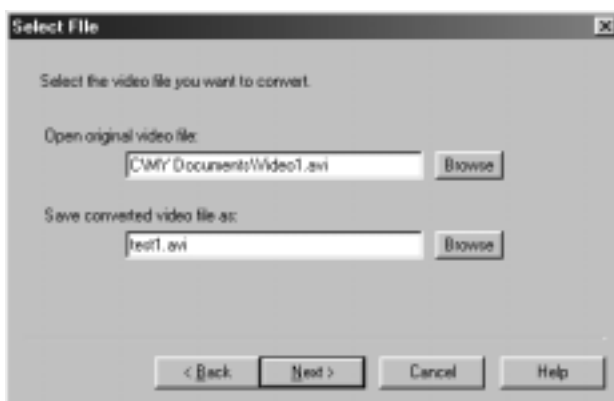 Select File
Select the video file you want to convert.
Open original video file:
C:\MY Documents\Video1.avi
Browse
Save converted video file as:
test1.avi
Browse
< Back
Next >
Cancel
Help